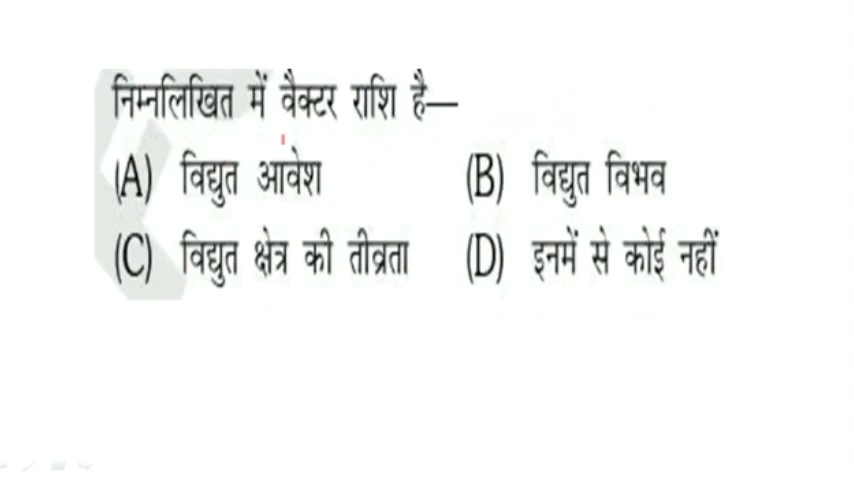 निम्नलिखित में वैक्टर राशि है—
(A) विद्युत आवेश (B) विद्युत विभव
(C) विद्युत क्षेत्र की तीव्रता (D) इनमें से कोई नहीं